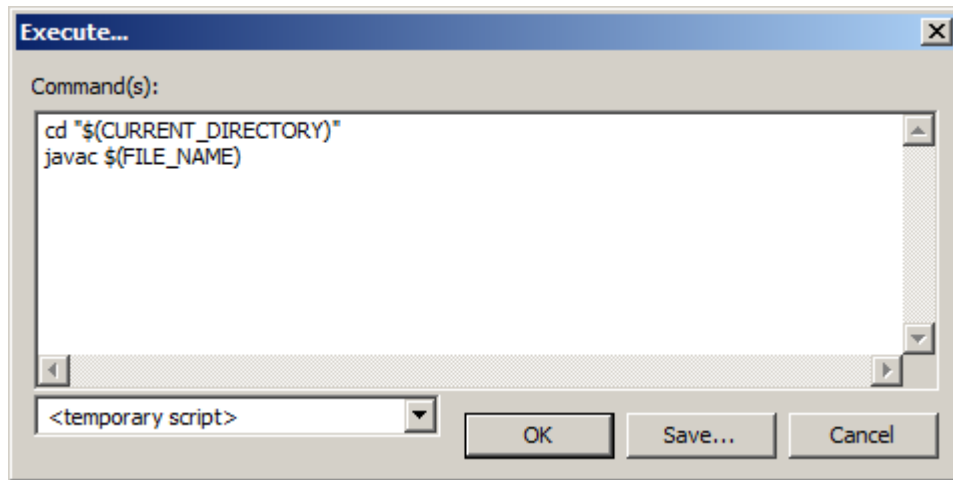 Execute...
Command(s):
cd "$(CURRENT_DIRECTORY)"
javac $(FILE_NAME)
<temporary script>
OK
Save...
Cancel